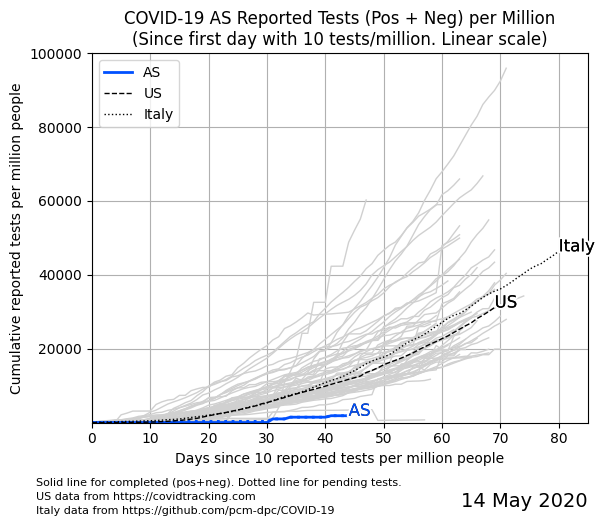 COVID-19 AS Reported Tests (Pos + Neg) per Million
(Since first day with 10 tests/million. Linear scale)
Cumulative reported tests per million people
100000
80000
60000
40000
20000
AS
US
Italy
Italy
US
AS
0 10 20 30 40 50 60 70 80
Days since 10 reported tests per million people
Solid line for completed (pos+neg). Dotted line for pending tests.
US data from https://covidtracking.com
Italy data from https://github.com/pcm-dpc/COVID-19
14 May 2020